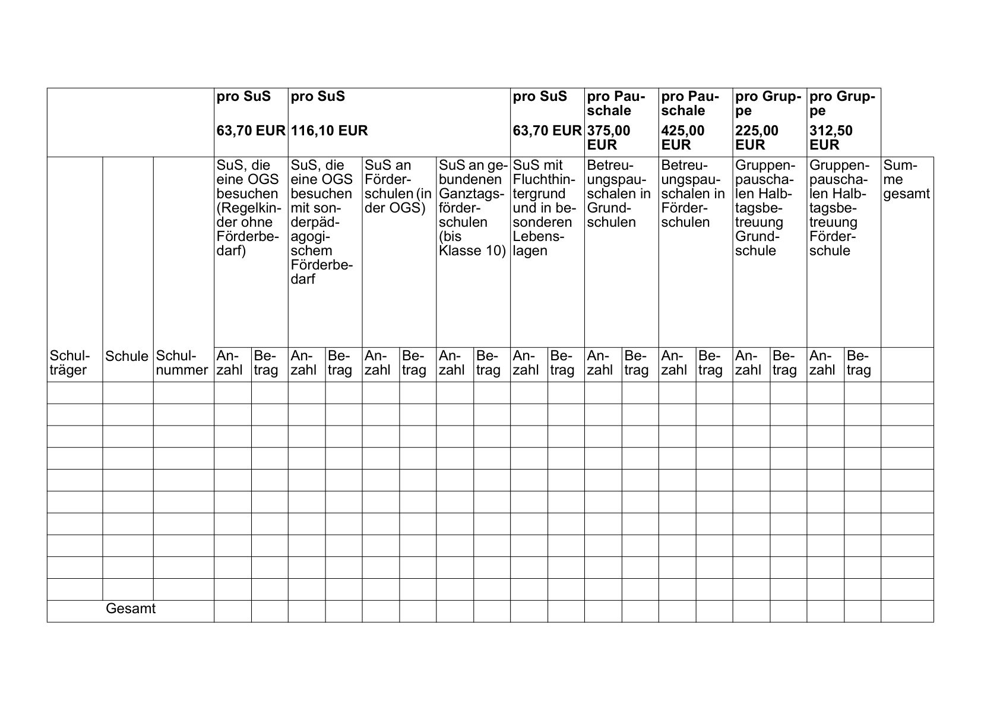 pro SuS
63,70 EUR
pro SuS
116,10 EUR
pro SuS
63,70 EUR
pro Pau-
schale
375,00
EUR
pro Pau-
schale
425,00
EUR
pro Grup-
pe
225,00
EUR
pro Grup-
pe
312,50
EUR
Schul-
träger
Schule
Schul-
nummer
SuS, die
eine OGS
besuchen
(Regelkin-
der ohne
Förderbe-
darf)
SuS, die
eine OGS
besuchen
mit son-
derpäd-
agogi-
schem
Förderbe-
darf
SuS an
Förder-
schulen (in
der OGS)
SuS an ge-
bundenen
Ganztags-
förder-
schulen
(bis
Klasse 10)
SuS mit
Fluchthin-
tergrund
und in be-
sonderen
Lebens-
lagen
Betreu-
ungspau-
schalen in
Grund-
schulen
Betreu-
ungspau-
schalen in
Förder-
schulen
Gruppen-
pauscha-
len Halb-
tagsbe-
treuung
Grund-
schule
Gruppen-
pauscha-
len Halb-
tagsbe-
treuung
Förder-
schule
Sum-
me
gesamt
An-
zahl
Be-
trag
An-
zahl
Be-
trag
An-
zahl
Be-
trag
An-
zahl
Be-
trag
An-
zahl
Be-
trag
An-
zahl
Be-
trag
An-
zahl
Be-
trag
An-
zahl
Be-
trag
An-
zahl
Be-
trag
Gesamt